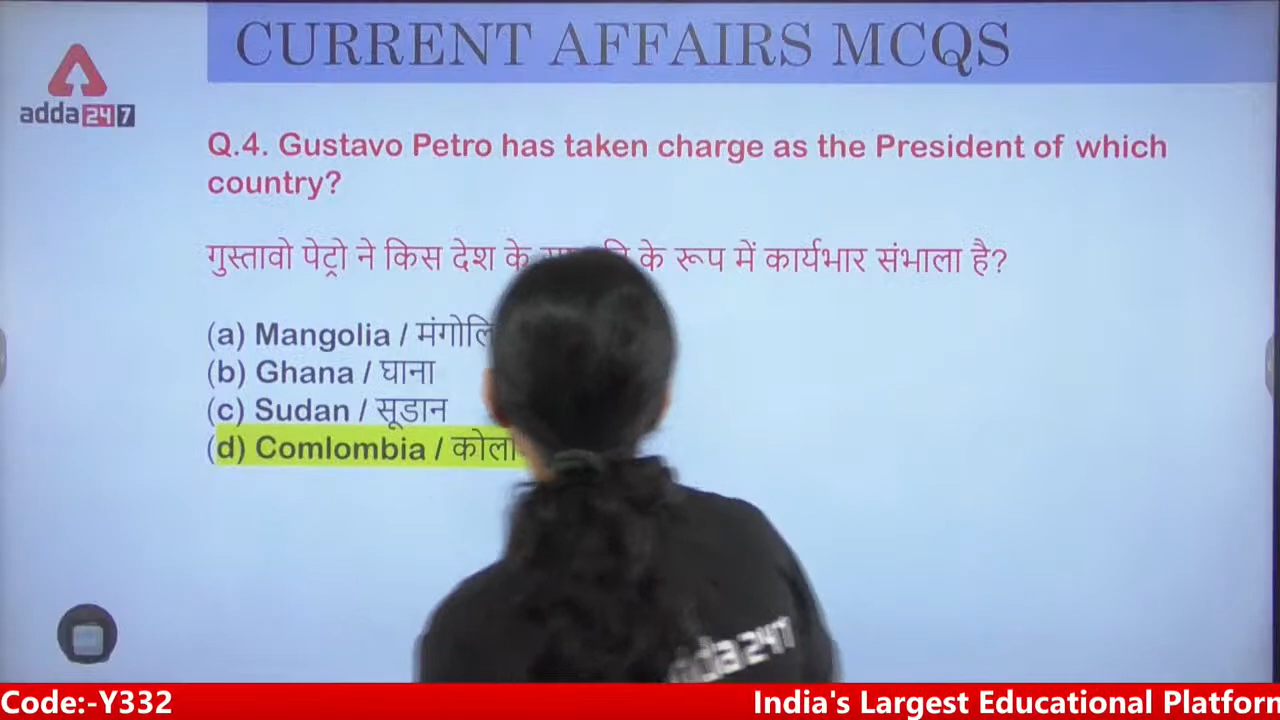 CURRENT AFFAIRS MCQS
adda247
Q.4. Gustavo Petro has taken charge as the President of which
country?
गुस्तावो पेट्रो ने किस देश के के रूप में कार्यभार संभाला है?
(a) Mangolia /
(b) Ghana / घाना
(c) Sudan / सूडान
(d) Comlombia /
adda247
Code:-Y332
India's Largest Educational Platform